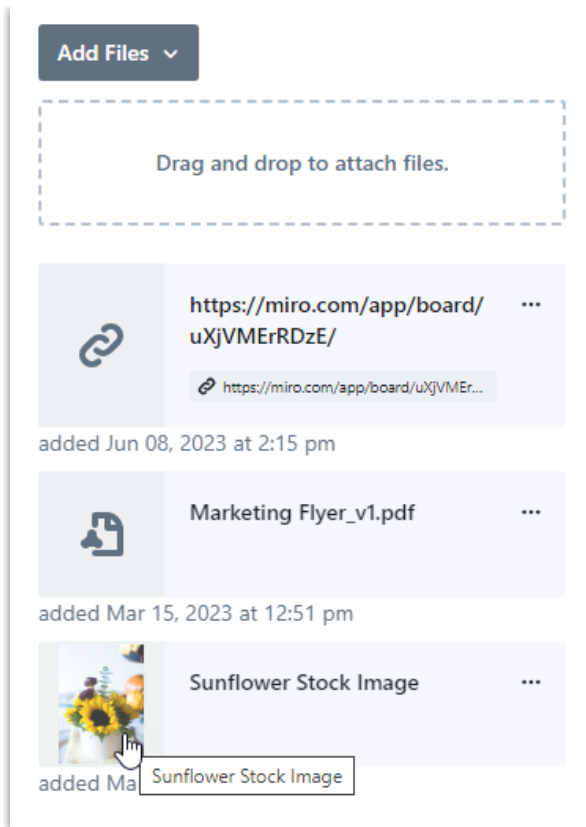 Add Files
Drag and drop to attach files.
https://miro.com/app/board/
uXjVMErRDzE/
https://miro.com/app/board/uXjVMEr...
added Jun 08, 2023 at 2:15 pm
Marketing Flyer_v1.pdf
added Mar 15, 2023 at 12:51 pm
Sunflower Stock Image
added Ma
Sunflower Stock Image